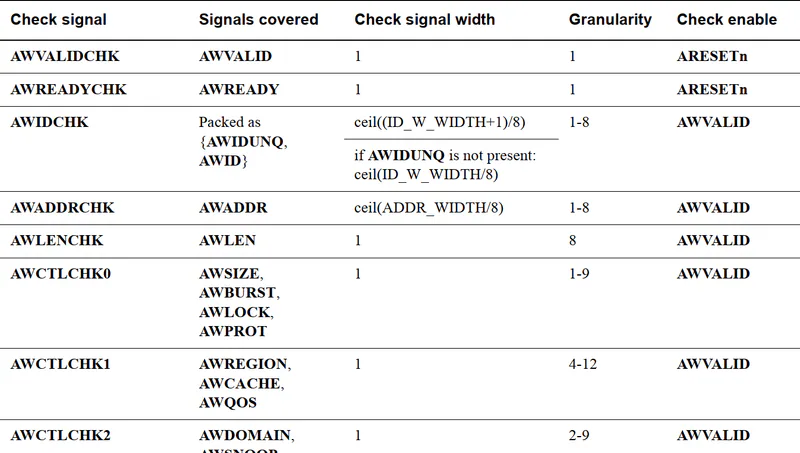 Check signal Signals covered Check signal width Granularity Check enable
AWVALIDCHK AWVALID 1 1 ARESETn
AWREADYCHK AWREADY 1 1 ARESETn
AWIDCHK Packed as ceil((ID_W_WIDTH+1)/8) 1-8 AWVALID
{AWIDUNQ,
AWID} if AWIDUNQ is not present:
ceil(ID_W_WIDTH/8)
AWADDRCHK AWADDR ceil(ADDR_WIDTH/8) 1-8 AWVALID
AWLENCHK AWLEN 1 8 AWVALID
AWCTLCHK0 AWSIZE, 1 1-9 AWVALID
AWBURST,
AWLOCK,
AWPROT
AWCTLCHK1 AWREGION, 1 4-12 AWVALID
AWCACHE,
AWQOS
AWCTLCHK2 AWDOMAIN, 1 2-9 AWVALID